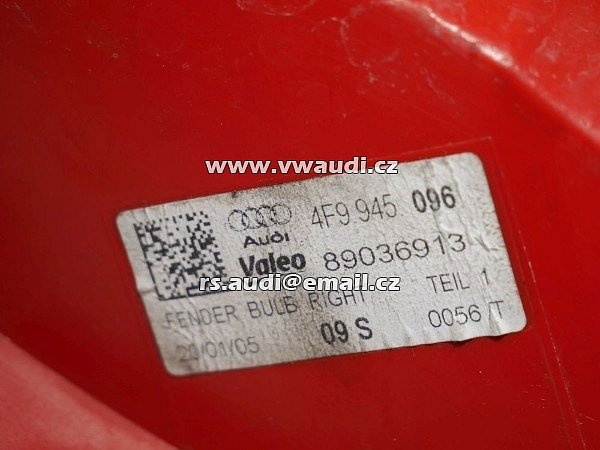 www.vwaudi.cz
4F9 945 096
Audi
Valeo 89036913
rs.audi@email.cz
FENDER BULB RIGHT TEIL 1
20/01/05 09 S 0056 T